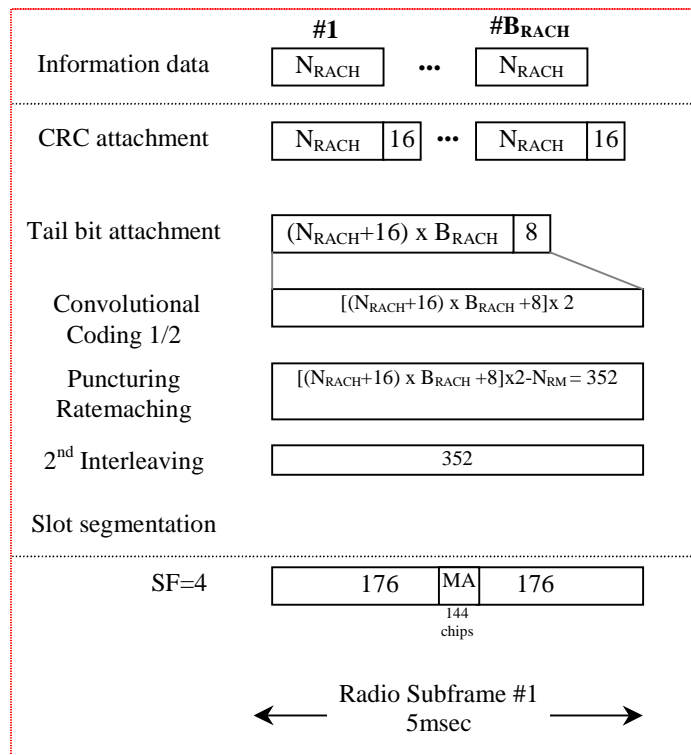 #1 #B_RACH
Information data N_RACH ... N_RACH
CRC attachment N_RACH 16 ... N_RACH 16
Tail bit attachment (N_RACH+16) x B_RACH 8
Convolutional
Coding 1/2
[(N_RACH+16) x B_RACH +8]x 2
Puncturing
Ratemaching
[(N_RACH+16) x B_RACH +8]x2-N_RM = 352
2nd Interleaving 352
Slot segmentation
SF=4 176 MA 176
144
chips
Radio Subframe #1
5msec